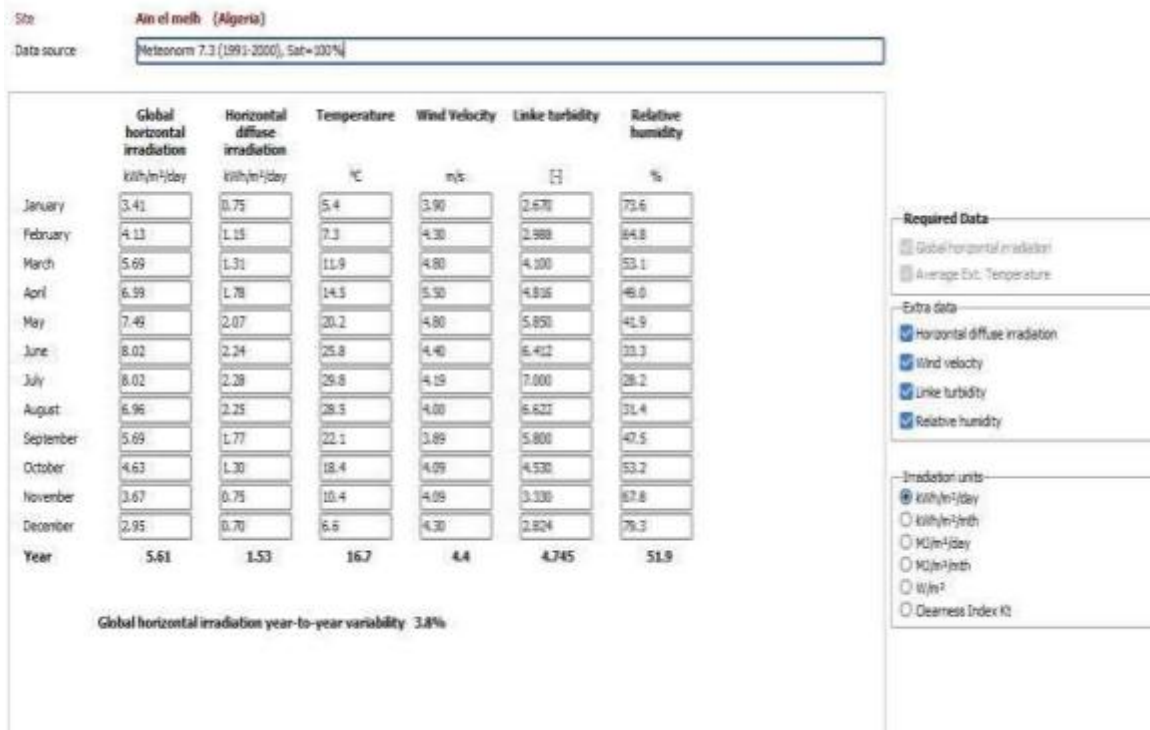 Site Ain el melh (Algeria)
Data source Meteonorm 7.3 (1991-2000), Sat=100%
Global horizontal irradiation Horizontal diffuse irradiation Temperature Wind Velocity Linke turbidity Relative humidity
kWh/m²/day kWh/m²/day °C m/s [-] %
January 3.41 0.75 5.4 3.90 2.670 73.6
February 4.13 1.15 7.3 4.30 2.988 64.8
March 5.69 1.31 11.9 4.80 4.100 53.1
April 6.59 1.78 14.5 5.50 4.816 49.0
May 7.49 2.07 20.2 4.80 5.850 41.9
June 8.02 2.24 25.8 4.40 6.412 33.3
July 8.02 2.28 29.8 4.19 7.000 28.2
August 6.96 2.25 28.3 4.00 6.622 31.4
September 5.69 1.77 22.1 3.89 5.800 47.5
October 4.63 1.30 18.4 4.09 4.530 53.2
November 3.67 0.75 10.4 4.09 3.330 67.8
December 2.95 0.70 6.6 4.30 2.824 79.3
Year 5.61 1.53 16.7 4.4 4.745 51.9
Global horizontal irradiation year-to-year variability 3.8%
Required Data
Global horizontal irradiation
Average Ext. Temperature
Extra data
Horizontal diffuse irradiation
Wind velocity
Linke turbidity
Relative humidity
Irradiation units
kWh/m²/day
kWh/m²/mth
MJ/m²/day
MJ/m²/mth
W/m²
Clearness Index Kt